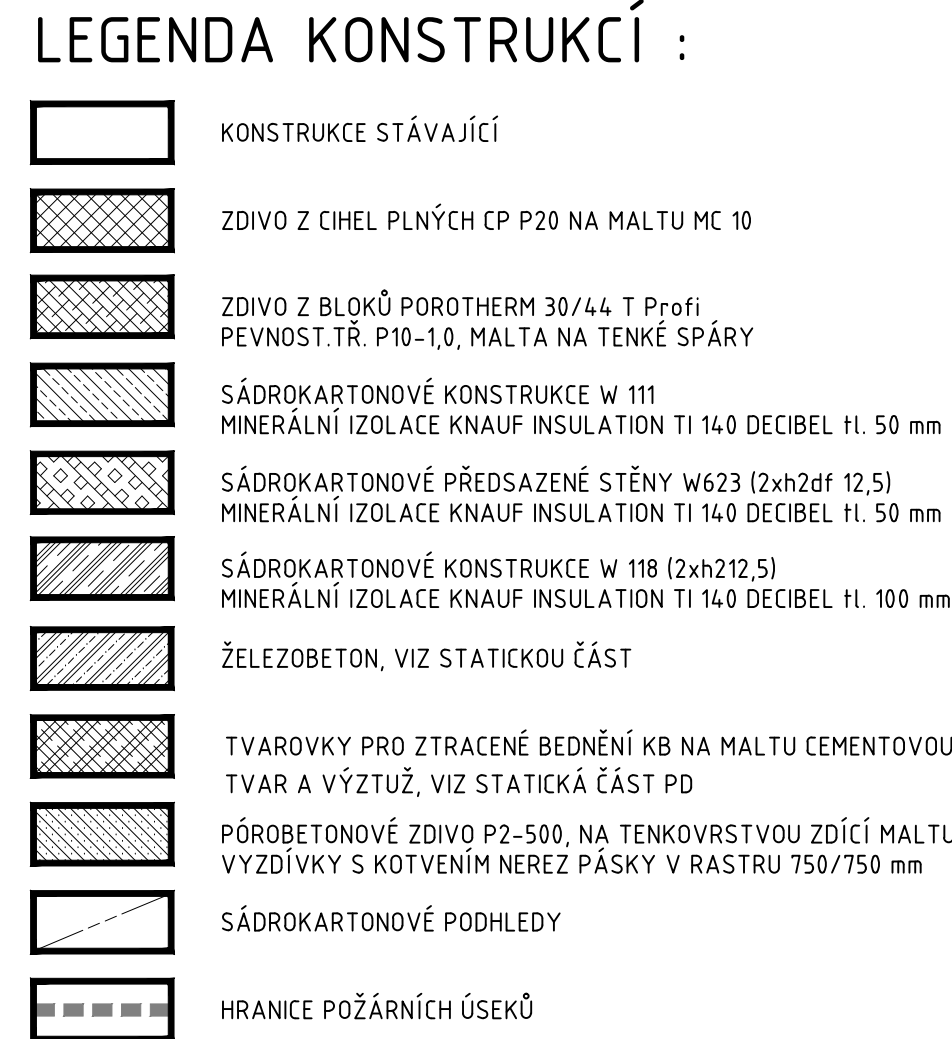 LEGENDA KONSTRUKCÍ :
KONSTRUKCE STÁVAJÍCÍ
ZDIVO Z CIHEL PLNÝCH CP P20 NA MALTU MC 10
ZDIVO Z BLOKŮ POROTHERM 30/44 T Profi
PEVNOST.TŘ. P10-1,0, MALTA NA TENKÉ SPÁRY
SÁDROKARTONOVÉ KONSTRUKCE W 111
MINERÁLNÍ IZOLACE KNAUF INSULATION TI 140 DECIBEL tl. 50 mm
SÁDROKARTONOVÉ PŘEDSAZENÉ STĚNY W623 (2xh2df 12,5)
MINERÁLNÍ IZOLACE KNAUF INSULATION TI 140 DECIBEL tl. 50 mm
SÁDROKARTONOVÉ KONSTRUKCE W 118 (2xh212,5)
MINERÁLNÍ IZOLACE KNAUF INSULATION TI 140 DECIBEL tl. 100 mm
ŽELEZOBETON, VIZ STATICKOU ČÁST
TVAROVKY PRO ZTRACENÉ BEDNĚNÍ KB NA MALTU CEMENTOVOU
TVAR A VÝZTUŽ, VIZ STATICKÁ ČÁST PD
PÓROBETONOVÉ ZDIVO P2-500, NA TENKOVRSTVOU ZDÍCÍ MALTU
VYZDÍVKY S KOTVENÍM NEREZ PÁSKY V RASTRU 750/750 mm
SÁDROKARTONOVÉ PODHLEDY
HRANICE POŽÁRNÍCH ÚSEKŮ